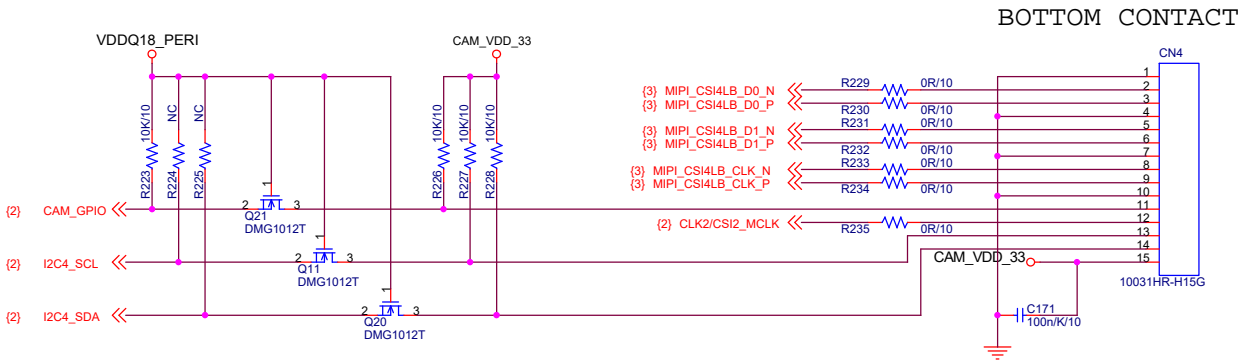 BOTTOM CONTACT
VDDQ18_PERI
CAM_VDD_33
CN4
10K/10
NC
NC
10K/10
10K/10
10K/10
R223
R224
R225
R226
R227
R228
{3} MIPI_CSI4LB_D0_N
R229
0R/10
1
2
{3} MIPI_CSI4LB_D0_P
R230
0R/10
3
4
{3} MIPI_CSI4LB_D1_N
R231
0R/10
5
{3} MIPI_CSI4LB_D1_P
R232
0R/10
6
7
{3} MIPI_CSI4LB_CLK_N
R233
0R/10
8
{3} MIPI_CSI4LB_CLK_P
R234
0R/10
9
10
{2} CAM_GPIO
2
1
3
Q21
DMG1012T
11
{2} CLK2/CSI2_MCLK
R235
0R/10
12
13
14
{2} I2C4_SCL
2
1
3
Q11
DMG1012T
CAM_VDD_33
15
10031HR-H15G
{2} I2C4_SDA
2
1
3
Q20
DMG1012T
C171
100n/K/10